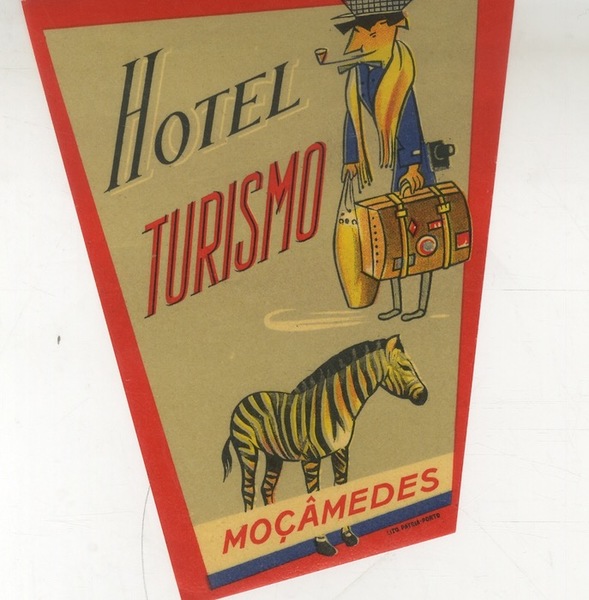 HOTEL
TURISMO
MOÇÂMEDES
LITO. PÁTRIA-PORTO